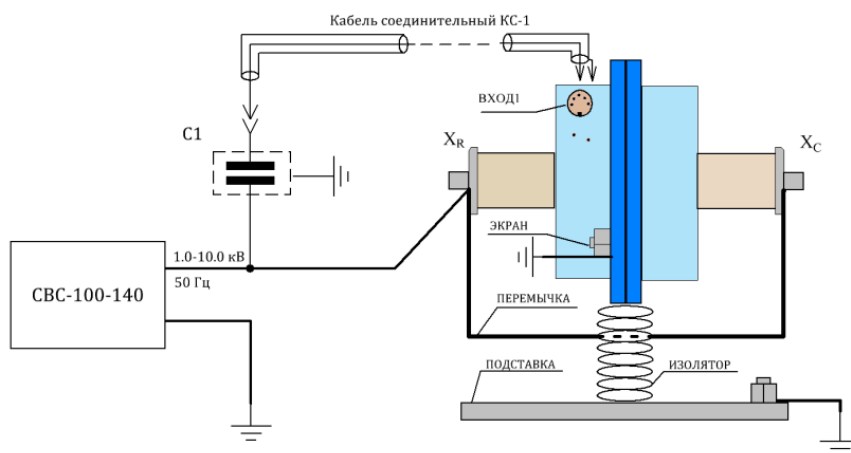 Кабель соединительный КС-1
ВХОД1
С1
X_R
X_C
ЭКРАН
1.0-10.0 кВ
50 Гц
СВС-100-140
ПЕРЕМЫЧКА
ПОДСТАВКА
ИЗОЛЯТОР